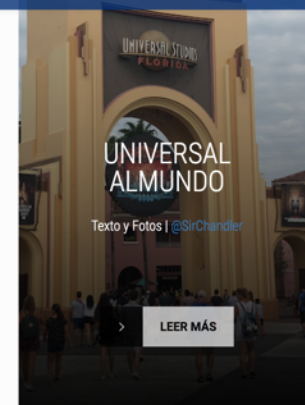 UNIVERSAL STUDIOS
FLORIDA
UNIVERSAL
ALMUNDO
Texto y Fotos | @SirChandler
› LEER MÁS